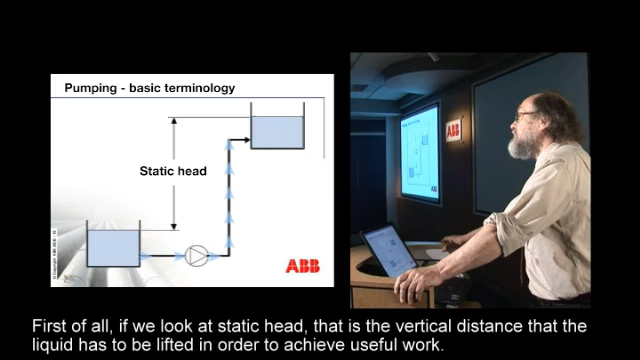 Pumping - basic terminology
Static head
ABB
ABB
First of all, if we look at static head, that is the vertical distance that the
liquid has to be lifted in order to achieve useful work.